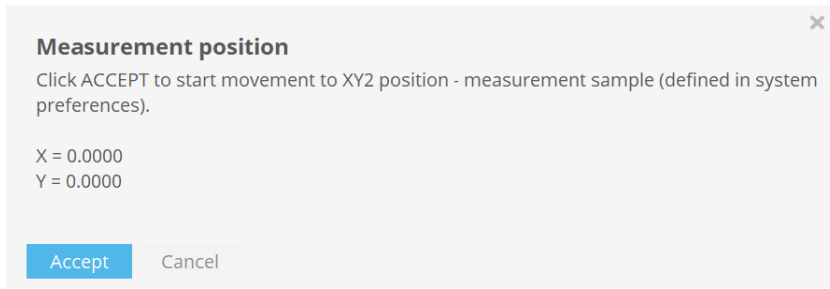 Measurement position
Click ACCEPT to start movement to XY2 position - measurement sample (defined in system
preferences).
X = 0.0000
Y = 0.0000
Accept Cancel